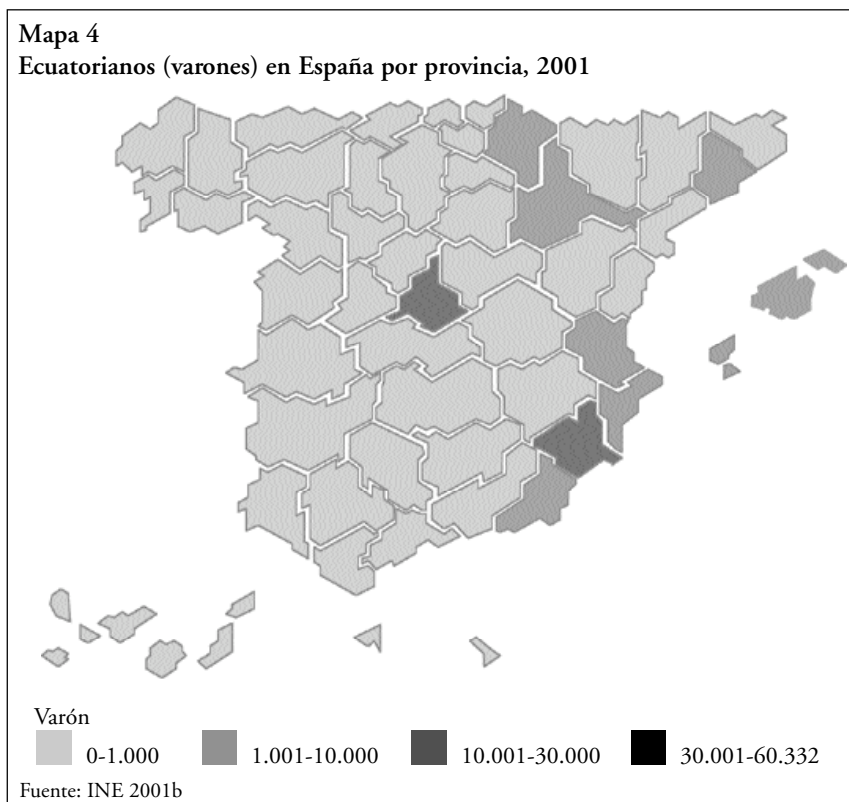 Mapa 4
Ecuatorianos (varones) en España por provincia, 2001
Varón
0-1.000 1.001-10.000 10.001-30.000 30.001-60.332
Fuente: INE 2001b